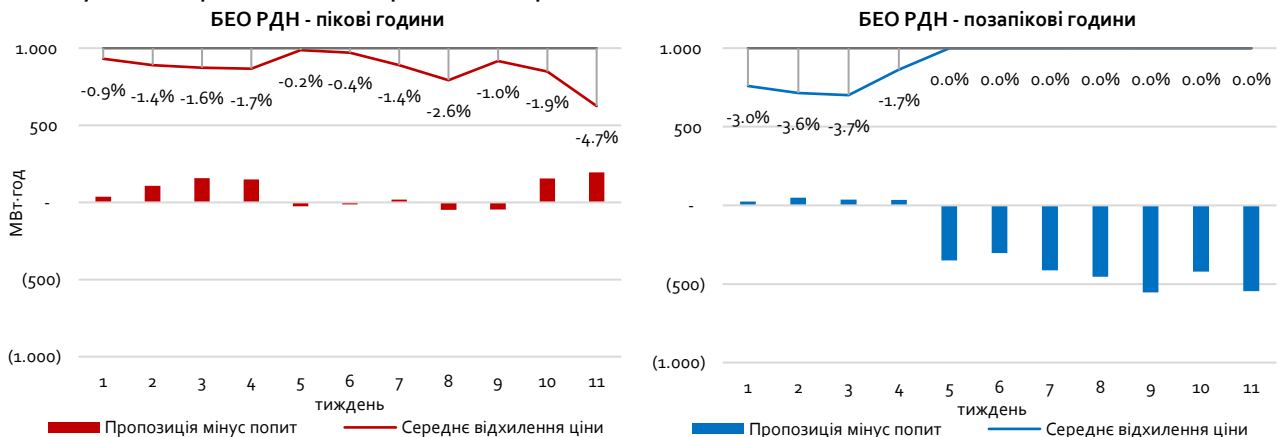 БЕО РДН - пікові години
1.000
500
-
(500)
(1.000)
МВт·год
-0.9%
-1.4%
-1.6%
-1.7%
-0.2%
-0.4%
-1.4%
-2.6%
-1.0%
-1.9%
-4.7%
1 2 3 4 5 6 7 8 9 10 11
тиждень
Пропозиція мінус попит Середнє відхилення ціни
БЕО РДН - позапікові години
1.000
500
-
(500)
(1.000)
-3.0%
-3.6%
-3.7%
-1.7%
0.0% 0.0% 0.0% 0.0% 0.0% 0.0% 0.0%
1 2 3 4 5 6 7 8 9 10 11
тиждень
Пропозиція мінус попит Середнє відхилення ціни